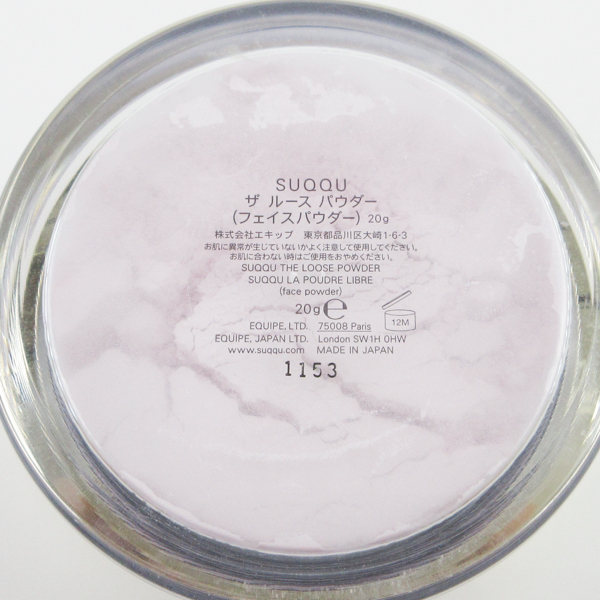 SUQQU
ザ ルース パウダー
（フェイスパウダー） 20g
株式会社エキップ　東京都品川区大崎1-6-3
お肌に異常が生じていないかよく注意して使用してください。
お肌に合わない時はご使用をおやめください。
SUQQU THE LOOSE POWDER
SUQQU LA POUDRE LIBRE
(face powder)
20g ℮ 12M
EQUIPE, LTD. 75008 Paris
EQUIPE, JAPAN LTD. London SW1H 0HW
www.suqqu.com MADE IN JAPAN
1153